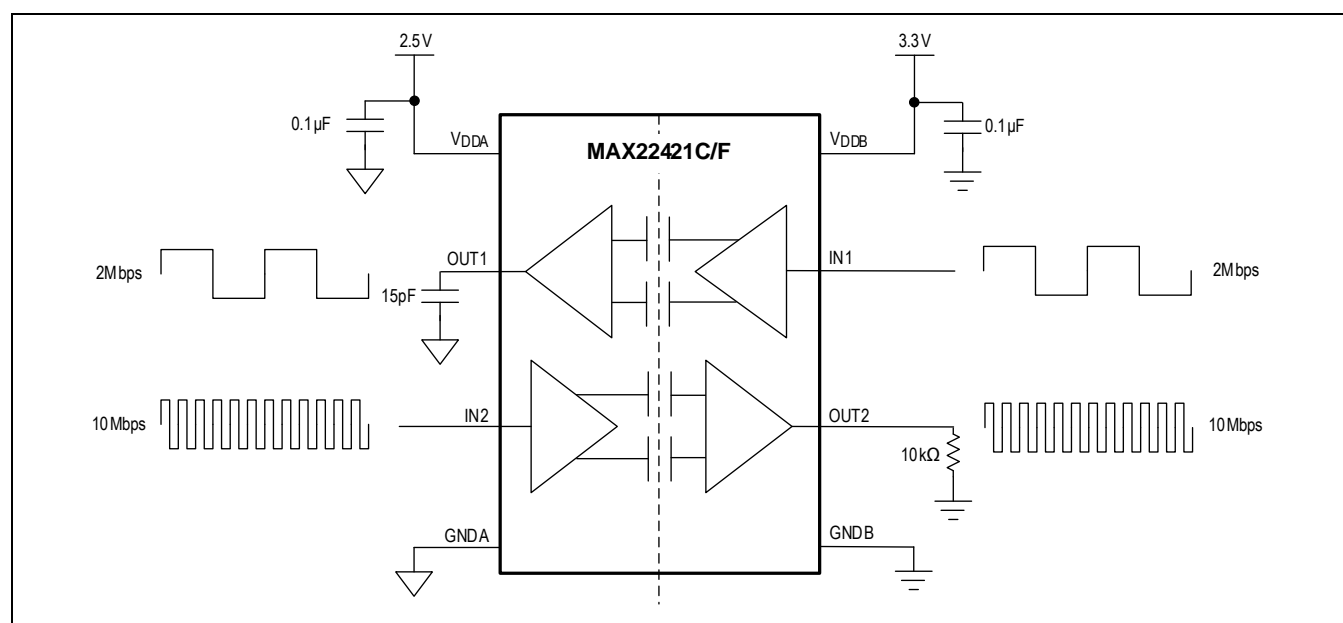 2.5V
3.3V
0.1µF
0.1µF
VDDA
VDDB
MAX22421C/F
OUT1
IN1
2Mbps
2Mbps
15pF
10Mbps
IN2
OUT2
10Mbps
10kΩ
GNDA
GNDB